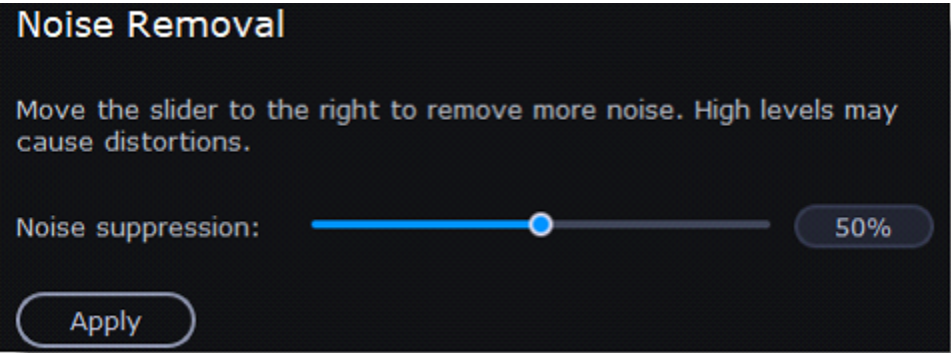 Noise Removal
Move the slider to the right to remove more noise. High levels may
cause distortions.
Noise suppression: 50%
Apply